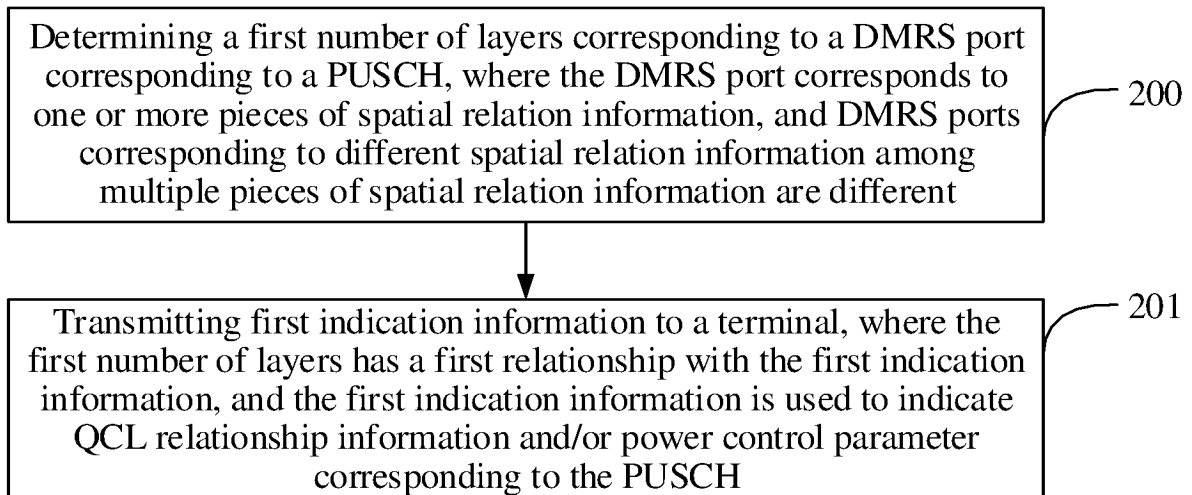 Determining a first number of layers corresponding to a DMRS port
corresponding to a PUSCH, where the DMRS port corresponds to
one or more pieces of spatial relation information, and DMRS ports
corresponding to different spatial relation information among
multiple pieces of spatial relation information are different
200
Transmitting first indication information to a terminal, where the
first number of layers has a first relationship with the first indication
information, and the first indication information is used to indicate
QCL relationship information and/or power control parameter
corresponding to the PUSCH
201